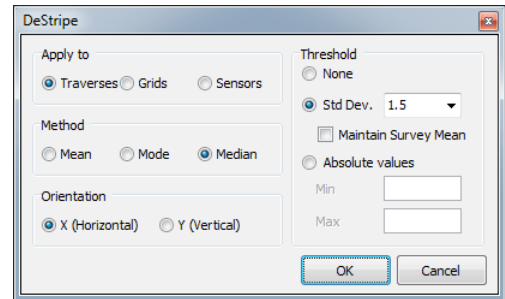 DeStripe
Apply to
Traverses Grids Sensors
Method
Mean Mode Median
Orientation
X (Horizontal) Y (Vertical)
Threshold
None
Std Dev. 1.5
Maintain Survey Mean
Absolute values
Min
Max
OK Cancel